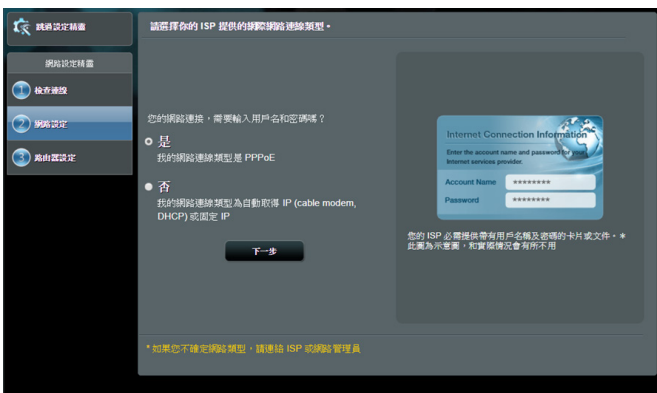 跳過設定精靈
網路設定精靈
1 檢查連線
2 網路設定
3 路由器設定
請選擇你的 ISP 提供的網際網路連線類型。
您的網路連接，需要輸入用戶名和密碼嗎？
是
我的網路連線類型是 PPPoE
否
我的網路連線類型為自動取得 IP (cable modem,
DHCP) 或固定 IP
下一步
Internet Connection Information
Enter the account name and password for your
Internet services provider.
Account Name ********
Password ********
您的 ISP 必需提供帶有用戶名稱及密碼的卡片或文件。*
此圖為示意圖，和實際情況會有所不用
*如果您不確定網路類型，請連絡 ISP 或網路管理員